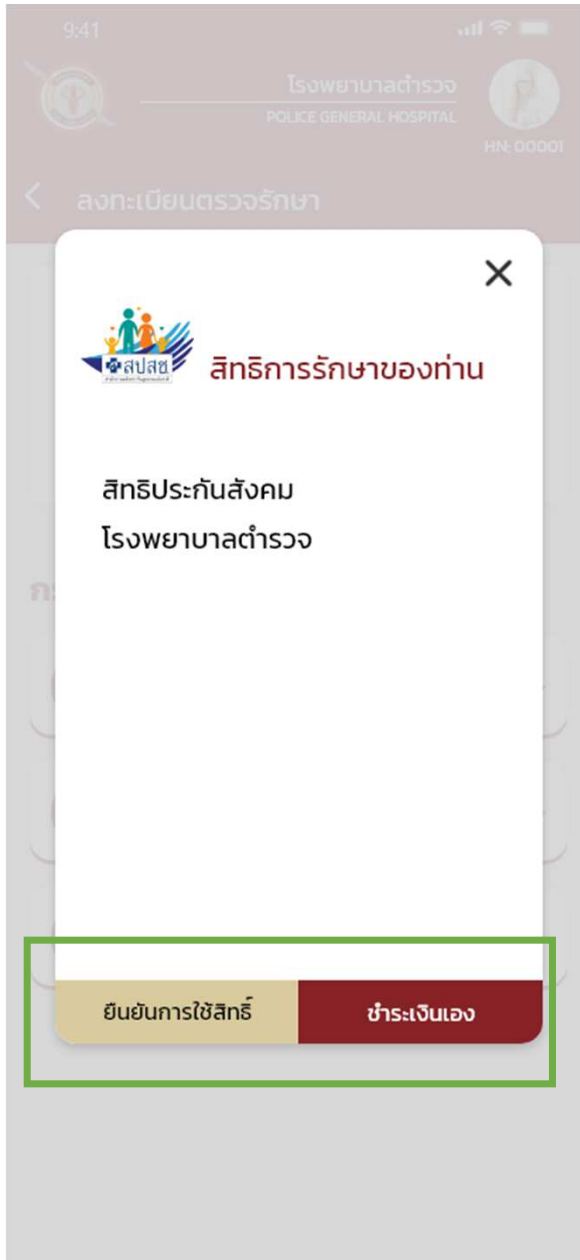 9:41
โรงพยาบาลตำรวจ
POLICE GENERAL HOSPITAL
HN: 00001
ลงทะเบียนตรวจรักษา
สปสช
สิทธิการรักษาของท่าน
สิทธิประกันสังคม
โรงพยาบาลตำรวจ
ยืนยันการใช้สิทธิ์
ชำระเงินเอง